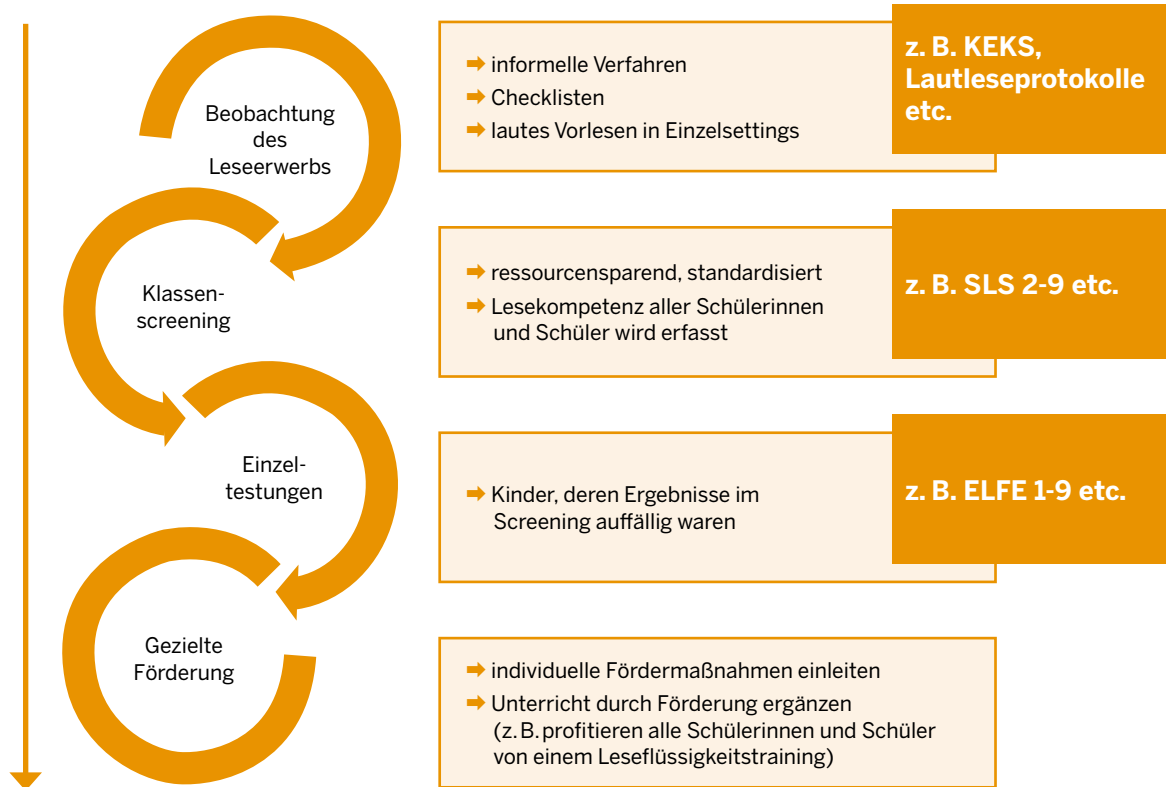 Beobachtung
des
Leseerwerbs
➡ informelle Verfahren
➡ Checklisten
➡ lautes Vorlesen in Einzelsettings
z. B. KEKS,
Lautleseprotokolle
etc.
Klassen-
screening
➡ ressourcensparend, standardisiert
➡ Lesekompetenz aller Schülerinnen
und Schüler wird erfasst
z. B. SLS 2-9 etc.
Einzel-
testungen
➡ Kinder, deren Ergebnisse im
Screening auffällig waren
z. B. ELFE 1-9 etc.
Gezielte
Förderung
➡ individuelle Fördermaßnahmen einleiten
➡ Unterricht durch Förderung ergänzen
(z. B. profitieren alle Schülerinnen und Schüler
von einem Leseflüssigkeitstraining)